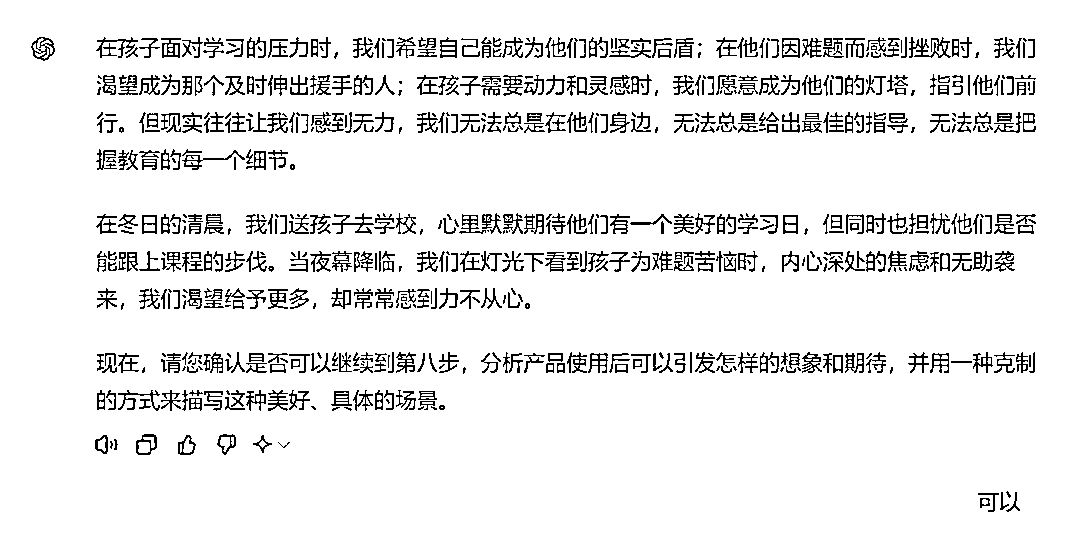 在孩子面对学习的压力时，我们希望自己能成为他们的坚实后盾；在他们因难题而感到挫败时，我们
渴望成为那个及时伸出援手的人；在孩子需要动力和灵感时，我们愿意成为他们的灯塔，指引他们前
行。但现实往往让我们感到无力，我们无法总是在他们身边，无法总是给出最佳的指导，无法总是把
握教育的每一个细节。
在冬日的清晨，我们送孩子去学校，心里默默期待他们有一个美好的学习日，但同时也担忧他们是否
能跟上课程的步伐。当夜幕降临，我们在灯光下看到孩子为难题苦恼时，内心深处的焦虑和无助袭
来，我们渴望给予更多，却常常感到力不从心。
现在，请您确认是否可以继续到第八步，分析产品使用后可以引发怎样的想象和期待，并用一种克制
的方式来描写这种美好、具体的场景。
可以